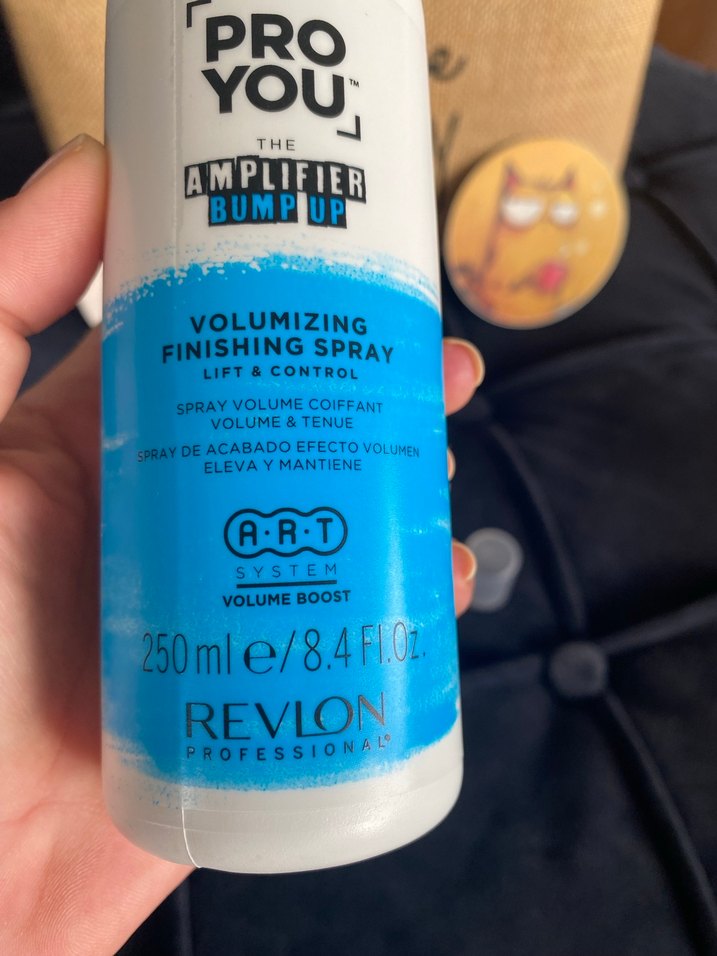 PRO
YOU™
THE
AMPLIFIER
BUMP UP
VOLUMIZING
FINISHING SPRAY
LIFT & CONTROL
SPRAY VOLUME COIFFANT
VOLUME & TENUE
SPRAY DE ACABADO EFECTO VOLUMEN
ELEVA Y MANTIENE
A·R·T
SYSTEM
VOLUME BOOST
250 ml ℮/8.4 Fl.Oz.
REVLON
PROFESSIONAL®